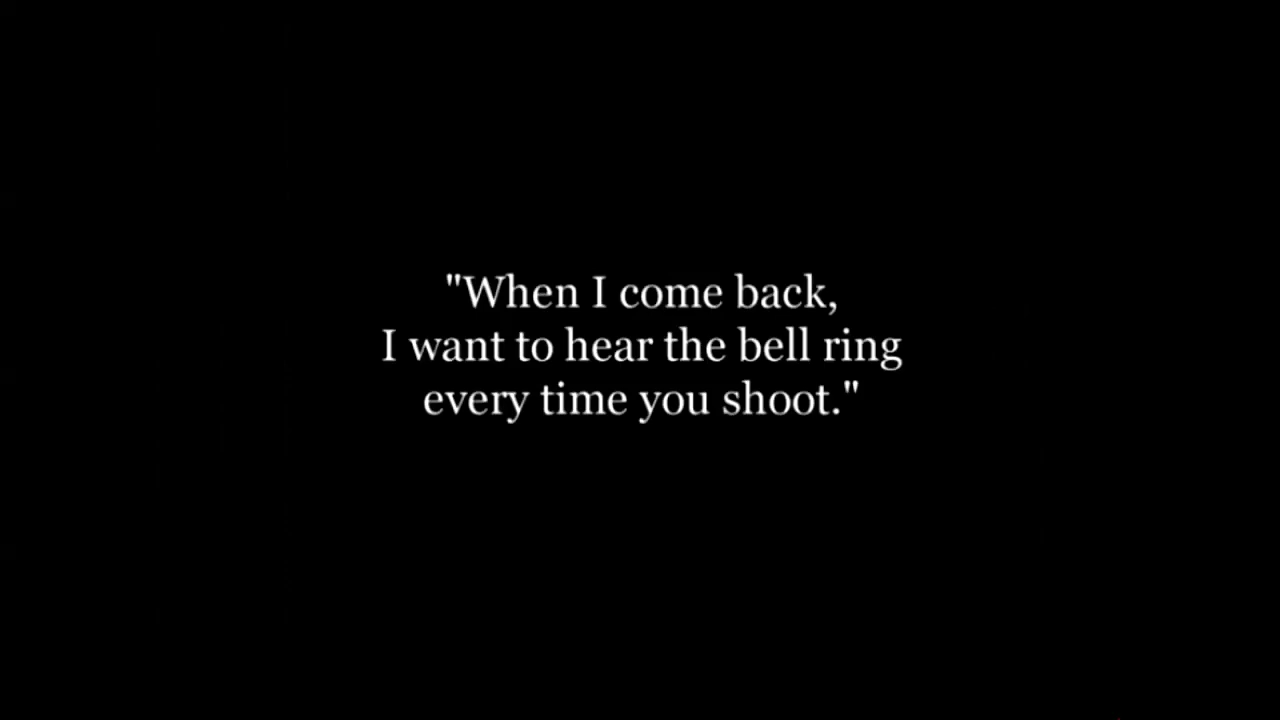 "When I come back,
I want to hear the bell ring
every time you shoot."